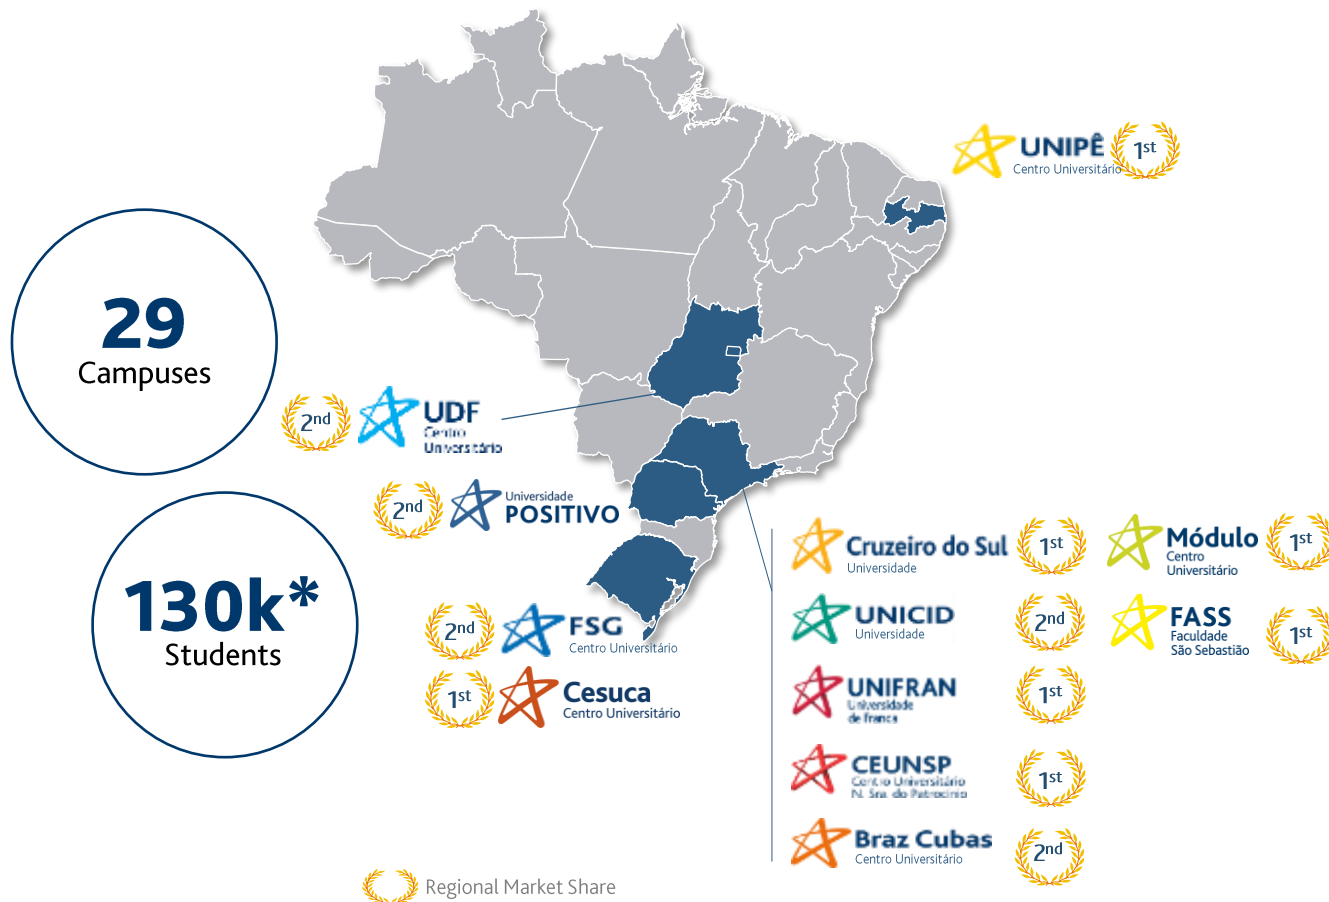 UNIPÊ
Centro Universitário
1st
29
Campuses
2nd
UDF
Centro
Universitário
2nd
Universidade
POSITIVO
130k*
Students
2nd
FSG
Centro Universitário
1st
Cesuca
Centro Universitário
Cruzeiro do Sul
Universidade
1st
UNICID
Universidade
2nd
UNIFRAN
Universidade
de Franca
1st
CEUNSP
Centro Universitário
N. Sra. do Patrocínio
1st
Braz Cubas
Centro Universitário
2nd
Módulo
Centro
Universitário
1st
FASS
Faculdade
São Sebastião
1st
Regional Market Share